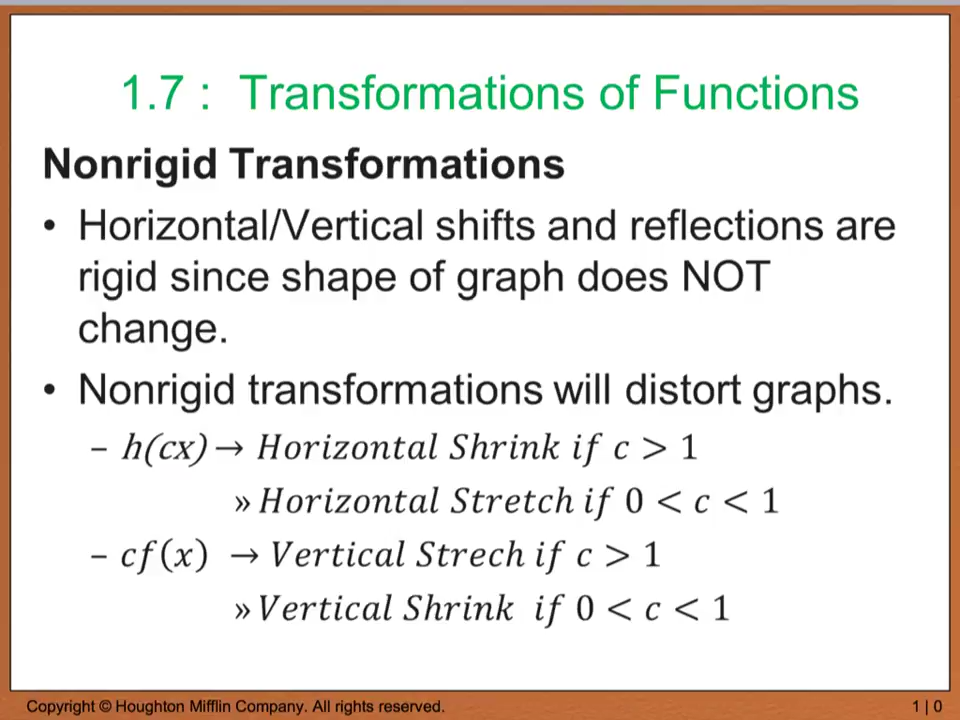 1.7 : Transformations of Functions
Nonrigid Transformations
• Horizontal/Vertical shifts and reflections are
rigid since shape of graph does NOT
change.
• Nonrigid transformations will distort graphs.
– h(cx) → Horizontal Shrink if c > 1
» Horizontal Stretch if 0 < c < 1
– cf(x) → Vertical Strech if c > 1
» Vertical Shrink if 0 < c < 1
Copyright © Houghton Mifflin Company. All rights reserved.
1 | 0